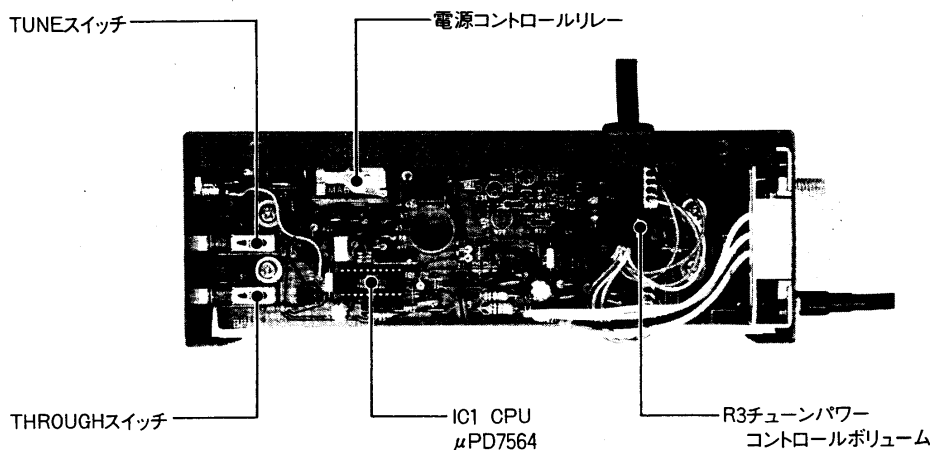 TUNEスイッチ
電源コントロールリレー
THROUGHスイッチ
IC1 CPU
μPD7564
R3チューンパワー
コントロールボリューム